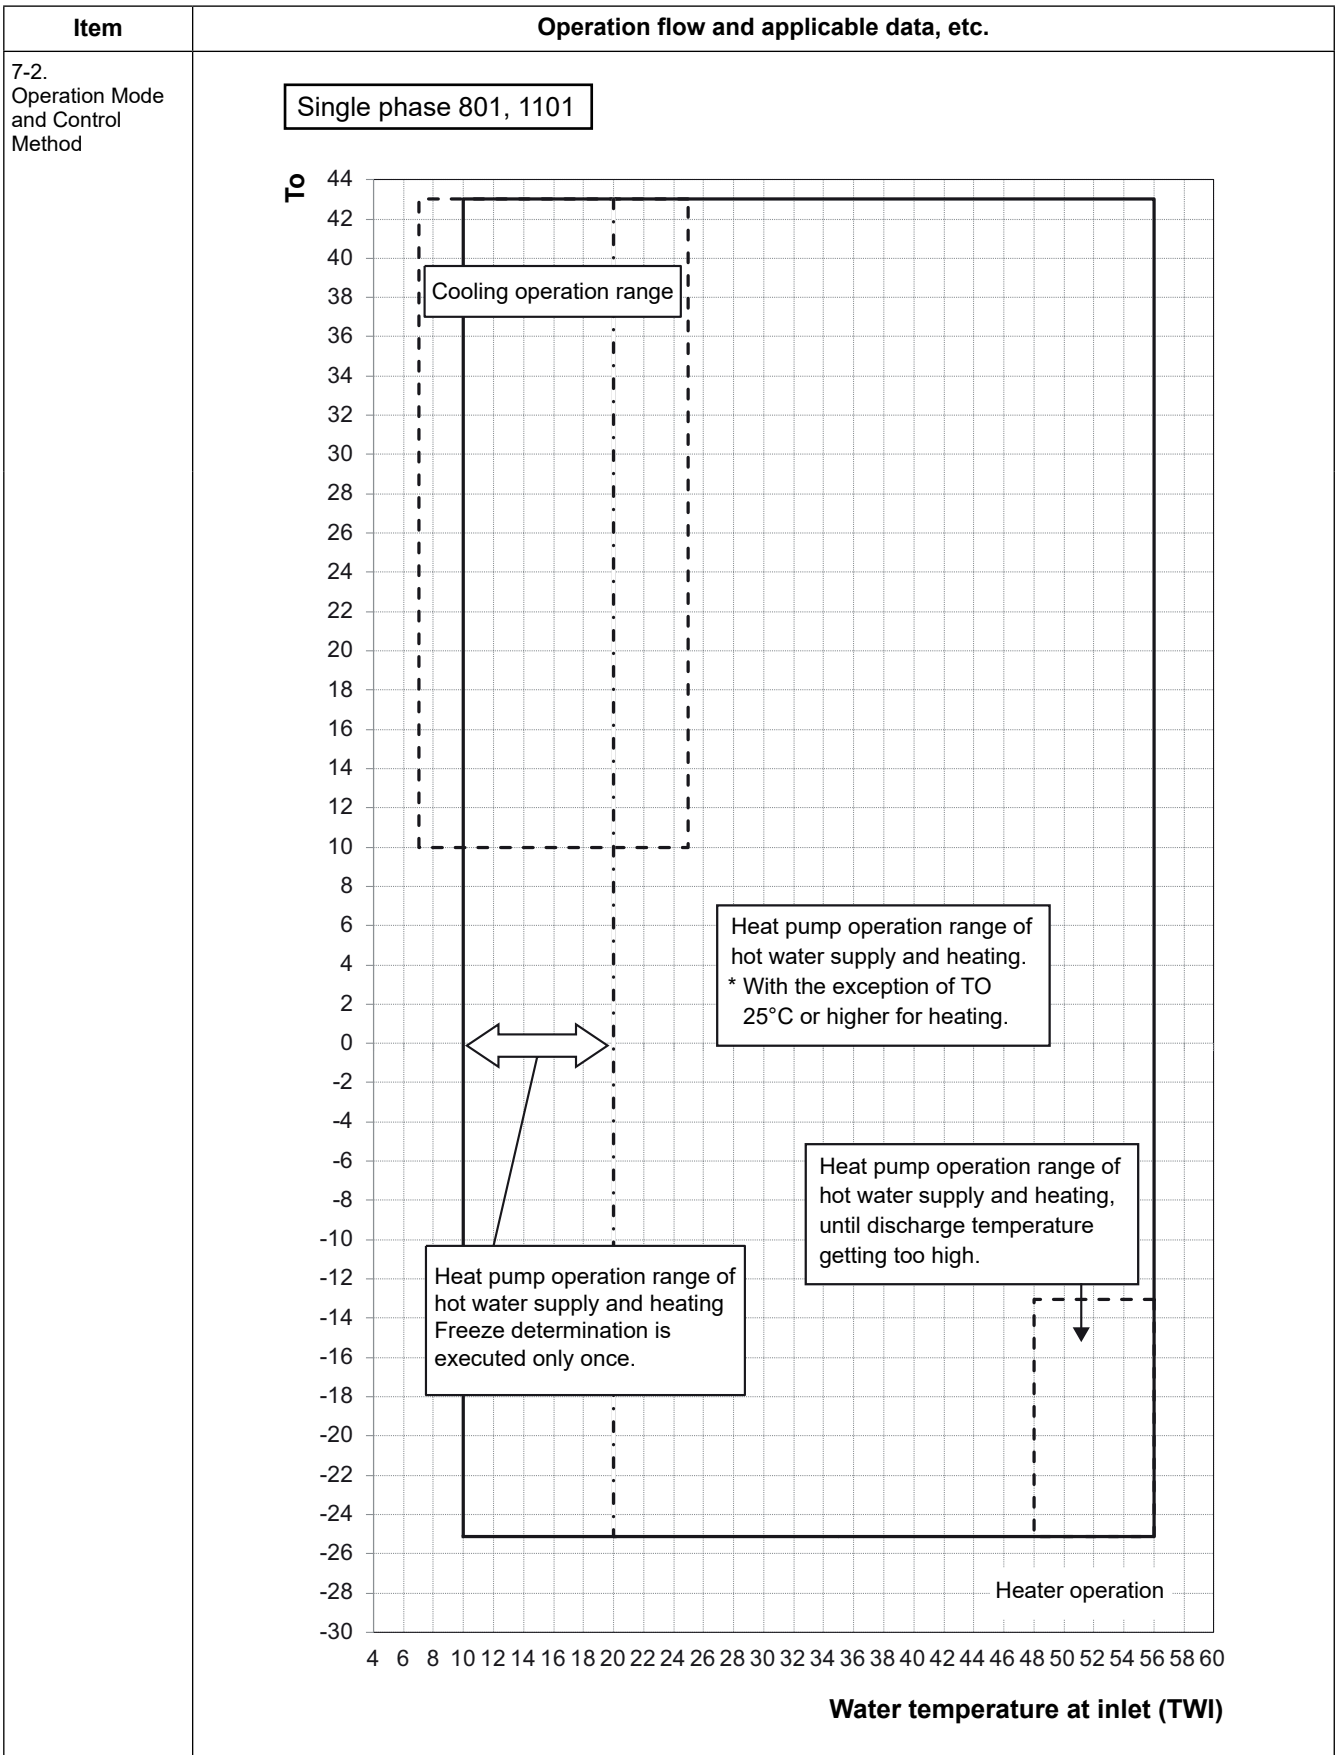 Item
Operation flow and applicable data, etc.
7-2.
Operation Mode
and Control
Method
Single phase 801, 1101
To
44
42
40
38
36
34
32
30
28
26
24
22
20
18
16
14
12
10
8
6
4
2
0
-2
-4
-6
-8
-10
-12
-14
-16
-18
-20
-22
-24
-26
-28
-30
Cooling operation range
Heat pump operation range of
hot water supply and heating.
* With the exception of TO
25°C or higher for heating.
Heat pump operation range of
hot water supply and heating,
until discharge temperature
getting too high.
Heat pump operation range of
hot water supply and heating
Freeze determination is
executed only once.
Heater operation
4 6 8 10 12 14 16 18 20 22 24 26 28 30 32 34 36 38 40 42 44 46 48 50 52 54 56 58 60
Water temperature at inlet (TWI)